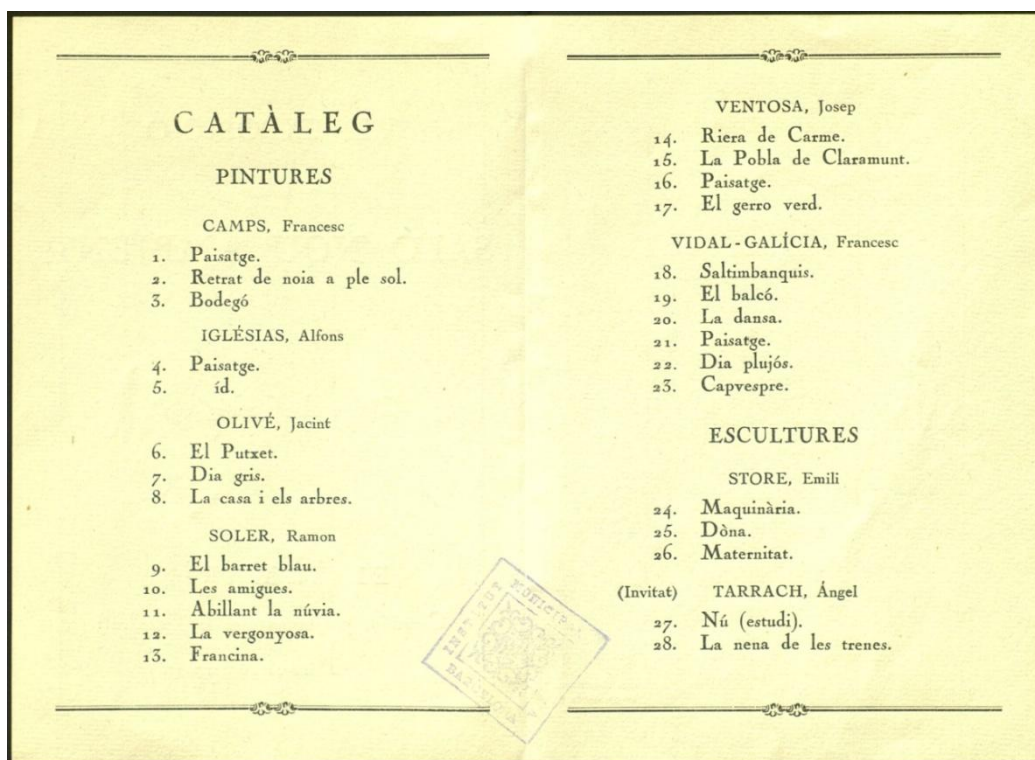 CATÀLEG
PINTURES
CAMPS, Francesc
1. Paisatge.
2. Retrat de noia a ple sol.
3. Bodegó
IGLÉSIAS, Alfons
4. Paisatge.
5. íd.
OLIVÉ, Jacint
6. El Putxet.
7. Dia gris.
8. La casa i els arbres.
SOLER, Ramon
9. El barret blau.
10. Les amigues.
11. Abillant la núvia.
12. La vergonyosa.
13. Francina.
VENTOSA, Josep
14. Riera de Carme.
15. La Pobla de Claramunt.
16. Paisatge.
17. El gerro verd.
VIDAL-GALÍCIA, Francesc
18. Saltimbanquis.
19. El balcó.
20. La dansa.
21. Paisatge.
22. Dia plujós.
23. Capvespre.
ESCULTURES
STORE, Emili
24. Maquinària.
25. Dòna.
26. Maternitat.
(Invitat) TARRACH, Ángel
27. Nú (estudi).
28. La nena de les trenes.